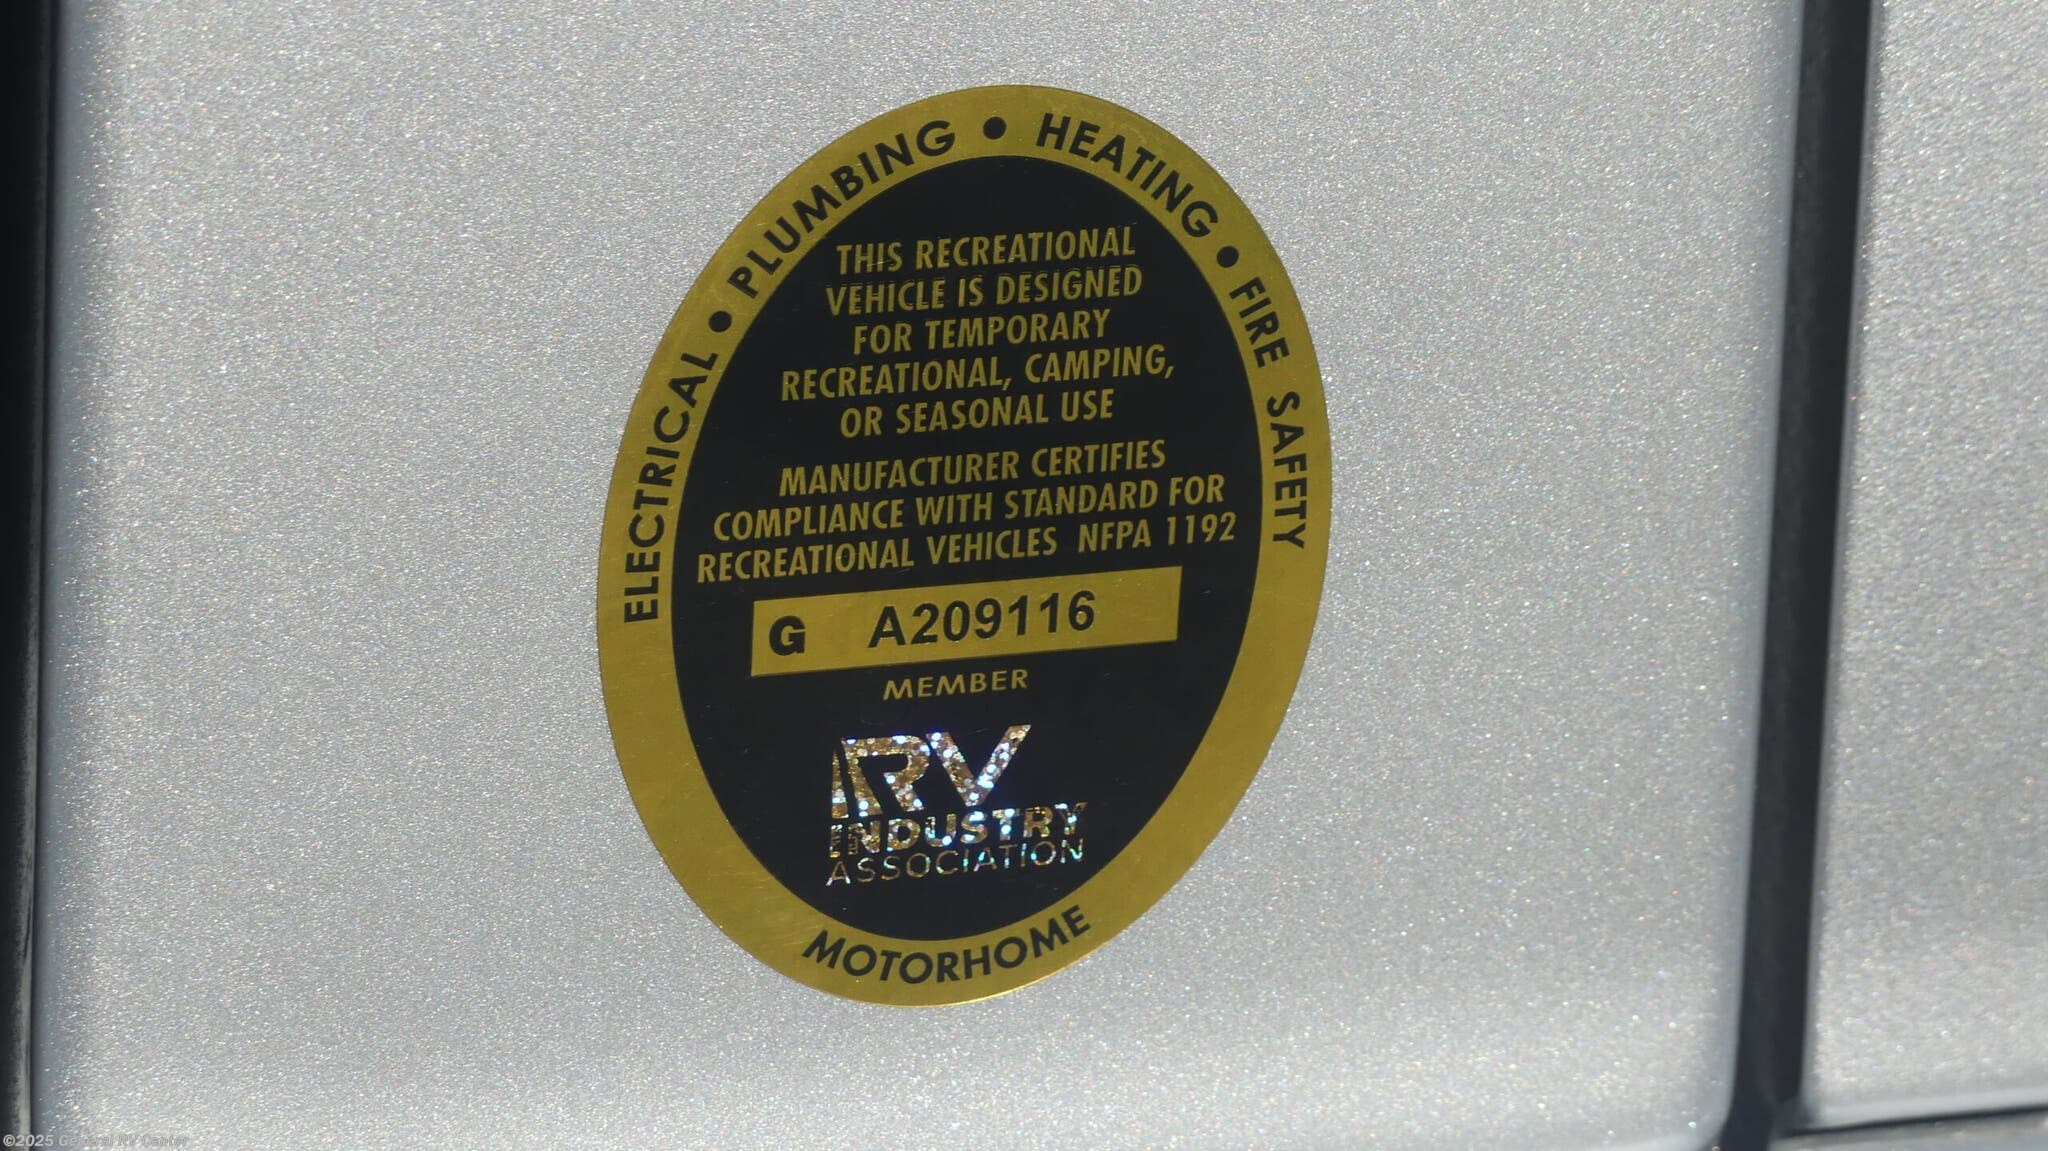 ELECTRICAL • PLUMBING • HEATING • FIRE SAFETY
THIS RECREATIONAL
VEHICLE IS DESIGNED
FOR TEMPORARY
RECREATIONAL, CAMPING,
OR SEASONAL USE
MANUFACTURER CERTIFIES
COMPLIANCE WITH STANDARD FOR
RECREATIONAL VEHICLES NFPA 1192
G A209116
MEMBER
RV
INDUSTRY
ASSOCIATION
MOTORHOME
©2025 General RV Center